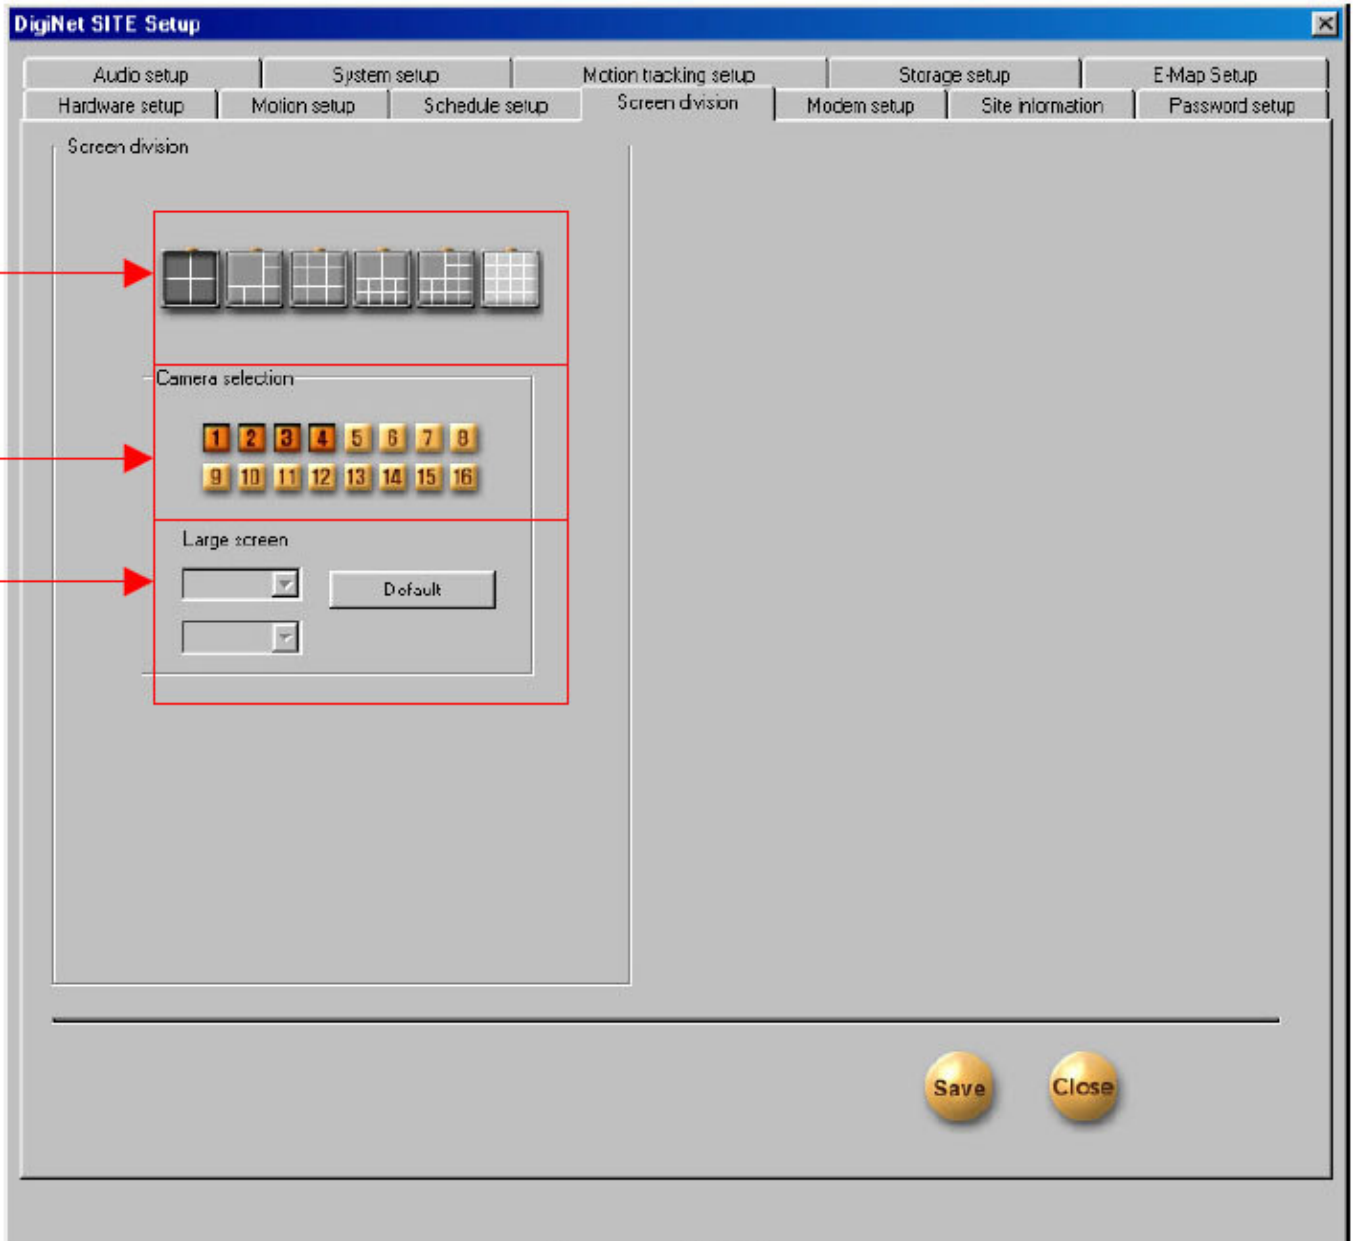 DigiNet SITE Setup
Audio setup System setup Motion tracking setup Storage setup E-Map Setup
Hardware setup Motion setup Schedule setup Screen division Modem setup Site information Password setup
Screen division
Camera selection
1 2 3 4 5 6 7 8
9 10 11 12 13 14 15 16
Large screen
Default
Save Close